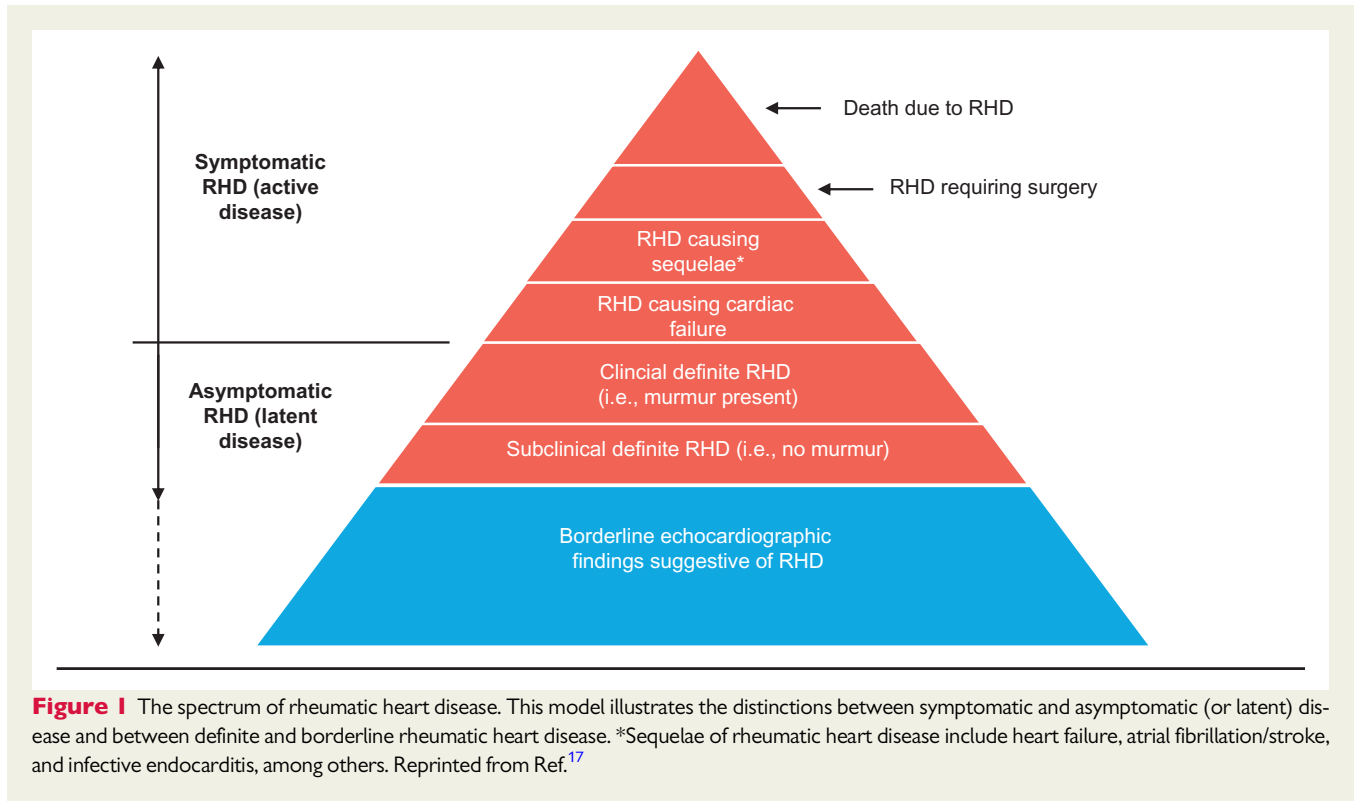 Death due to RHD
Symptomatic
RHD (active
disease)
RHD requiring surgery
RHD causing
sequelae*
RHD causing cardiac
failure
Asymptomatic
RHD (latent
disease)
Clincial definite RHD
(i.e., murmur present)
Subclinical definite RHD (i.e., no murmur)
Borderline echocardiographic
findings suggestive of RHD
Figure 1 The spectrum of rheumatic heart disease. This model illustrates the distinctions between symptomatic and asymptomatic (or latent) dis-
ease and between definite and borderline rheumatic heart disease. *Sequelae of rheumatic heart disease include heart failure, atrial fibrillation/stroke,
and infective endocarditis, among others. Reprinted from Ref.17